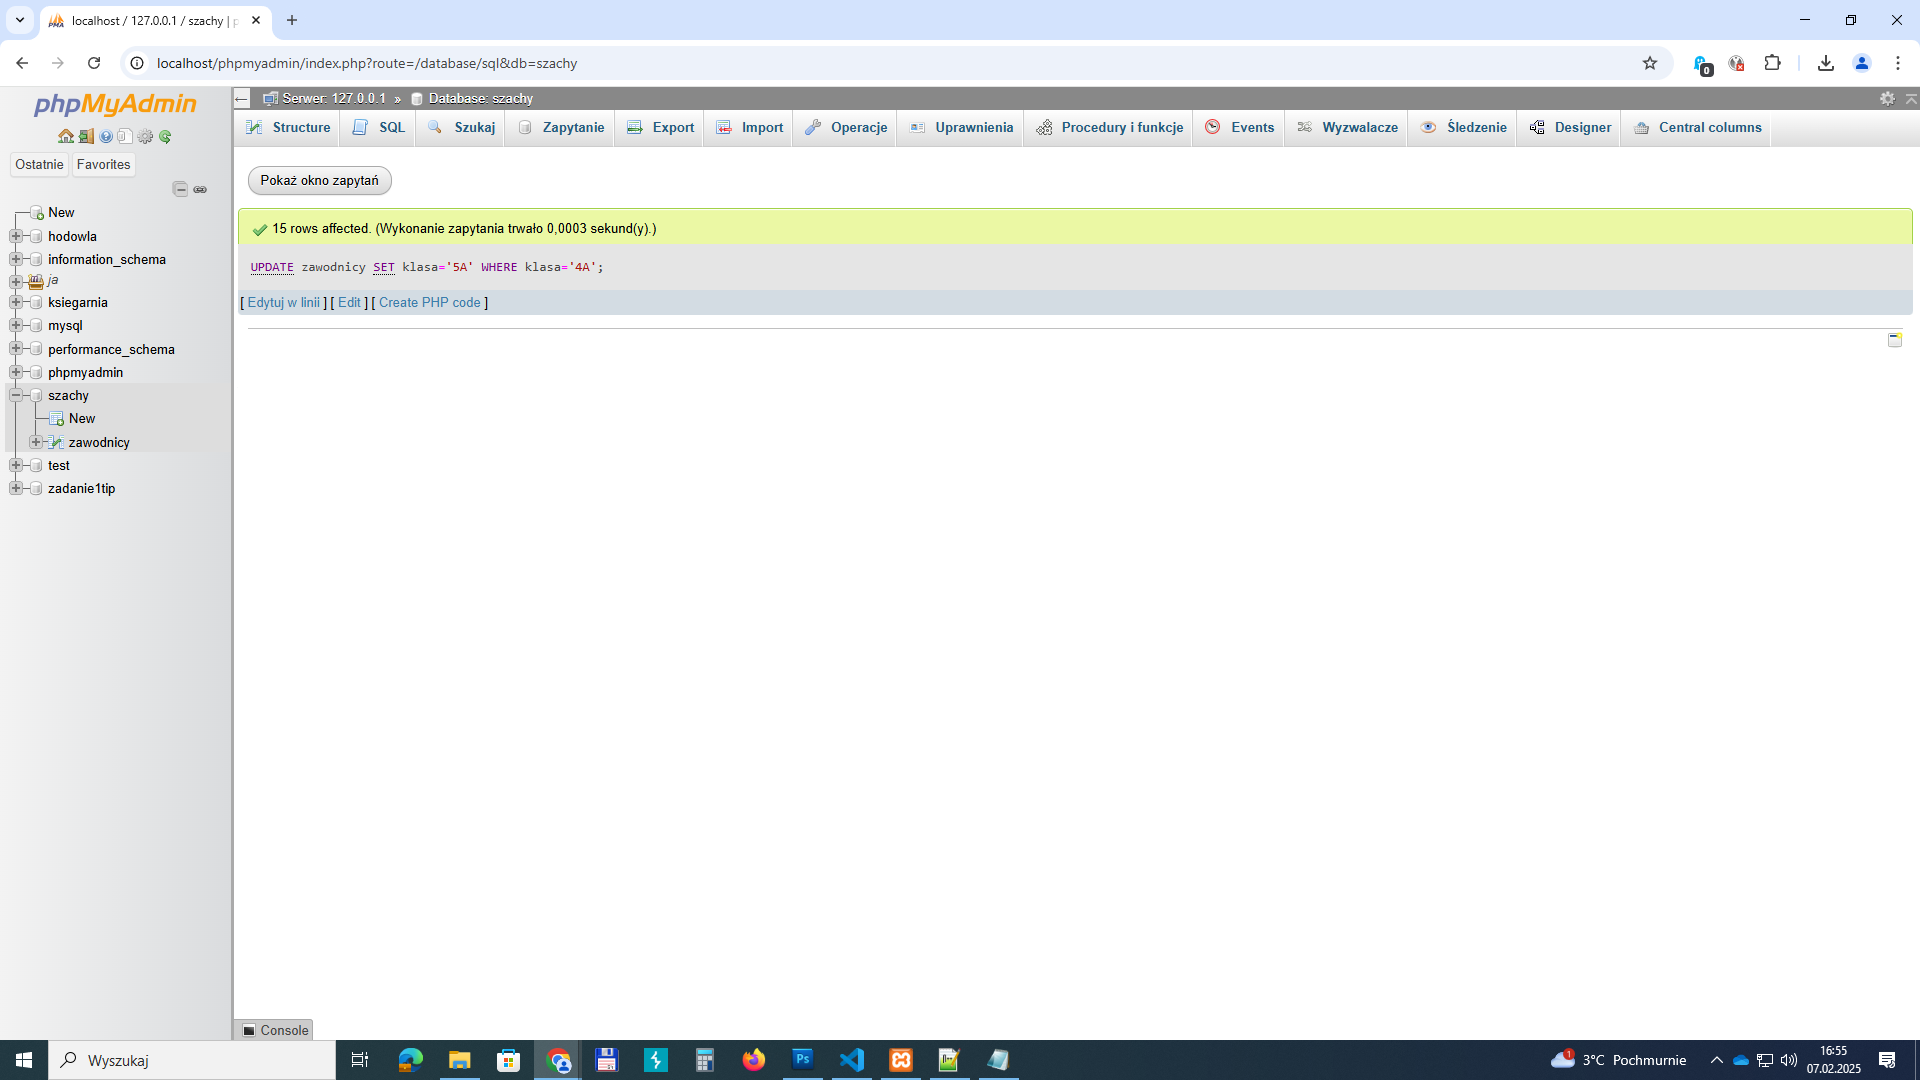 localhost / 127.0.0.1 / szachy |
localhost/phpmyadmin/index.php?route=/database/sql&db=szachy
0
phpMyAdmin
Ostatnie
Favorites
New
hodowla
information_schema
ja
ksiegarnia
mysql
performance_schema
phpmyadmin
szachy
New
zawodnicy
test
zadanie1tip
Serwer: 127.0.0.1 » Database: szachy
Structure
SQL
Szukaj
Zapytanie
Export
Import
Operacje
Uprawnienia
Procedury i funkcje
Events
Wyzwalacze
Śledzenie
Designer
Central columns
Pokaż okno zapytań
15 rows affected. (Wykonanie zapytania trwało 0,0003 sekund(y).)
UPDATE zawodnicy SET klasa='5A' WHERE klasa='4A';
[ Edytuj w linii ] [ Edit ] [ Create PHP code ]
Console
Wyszukaj
Ps
1
3°C Pochmurnie
16:55
07.02.2025